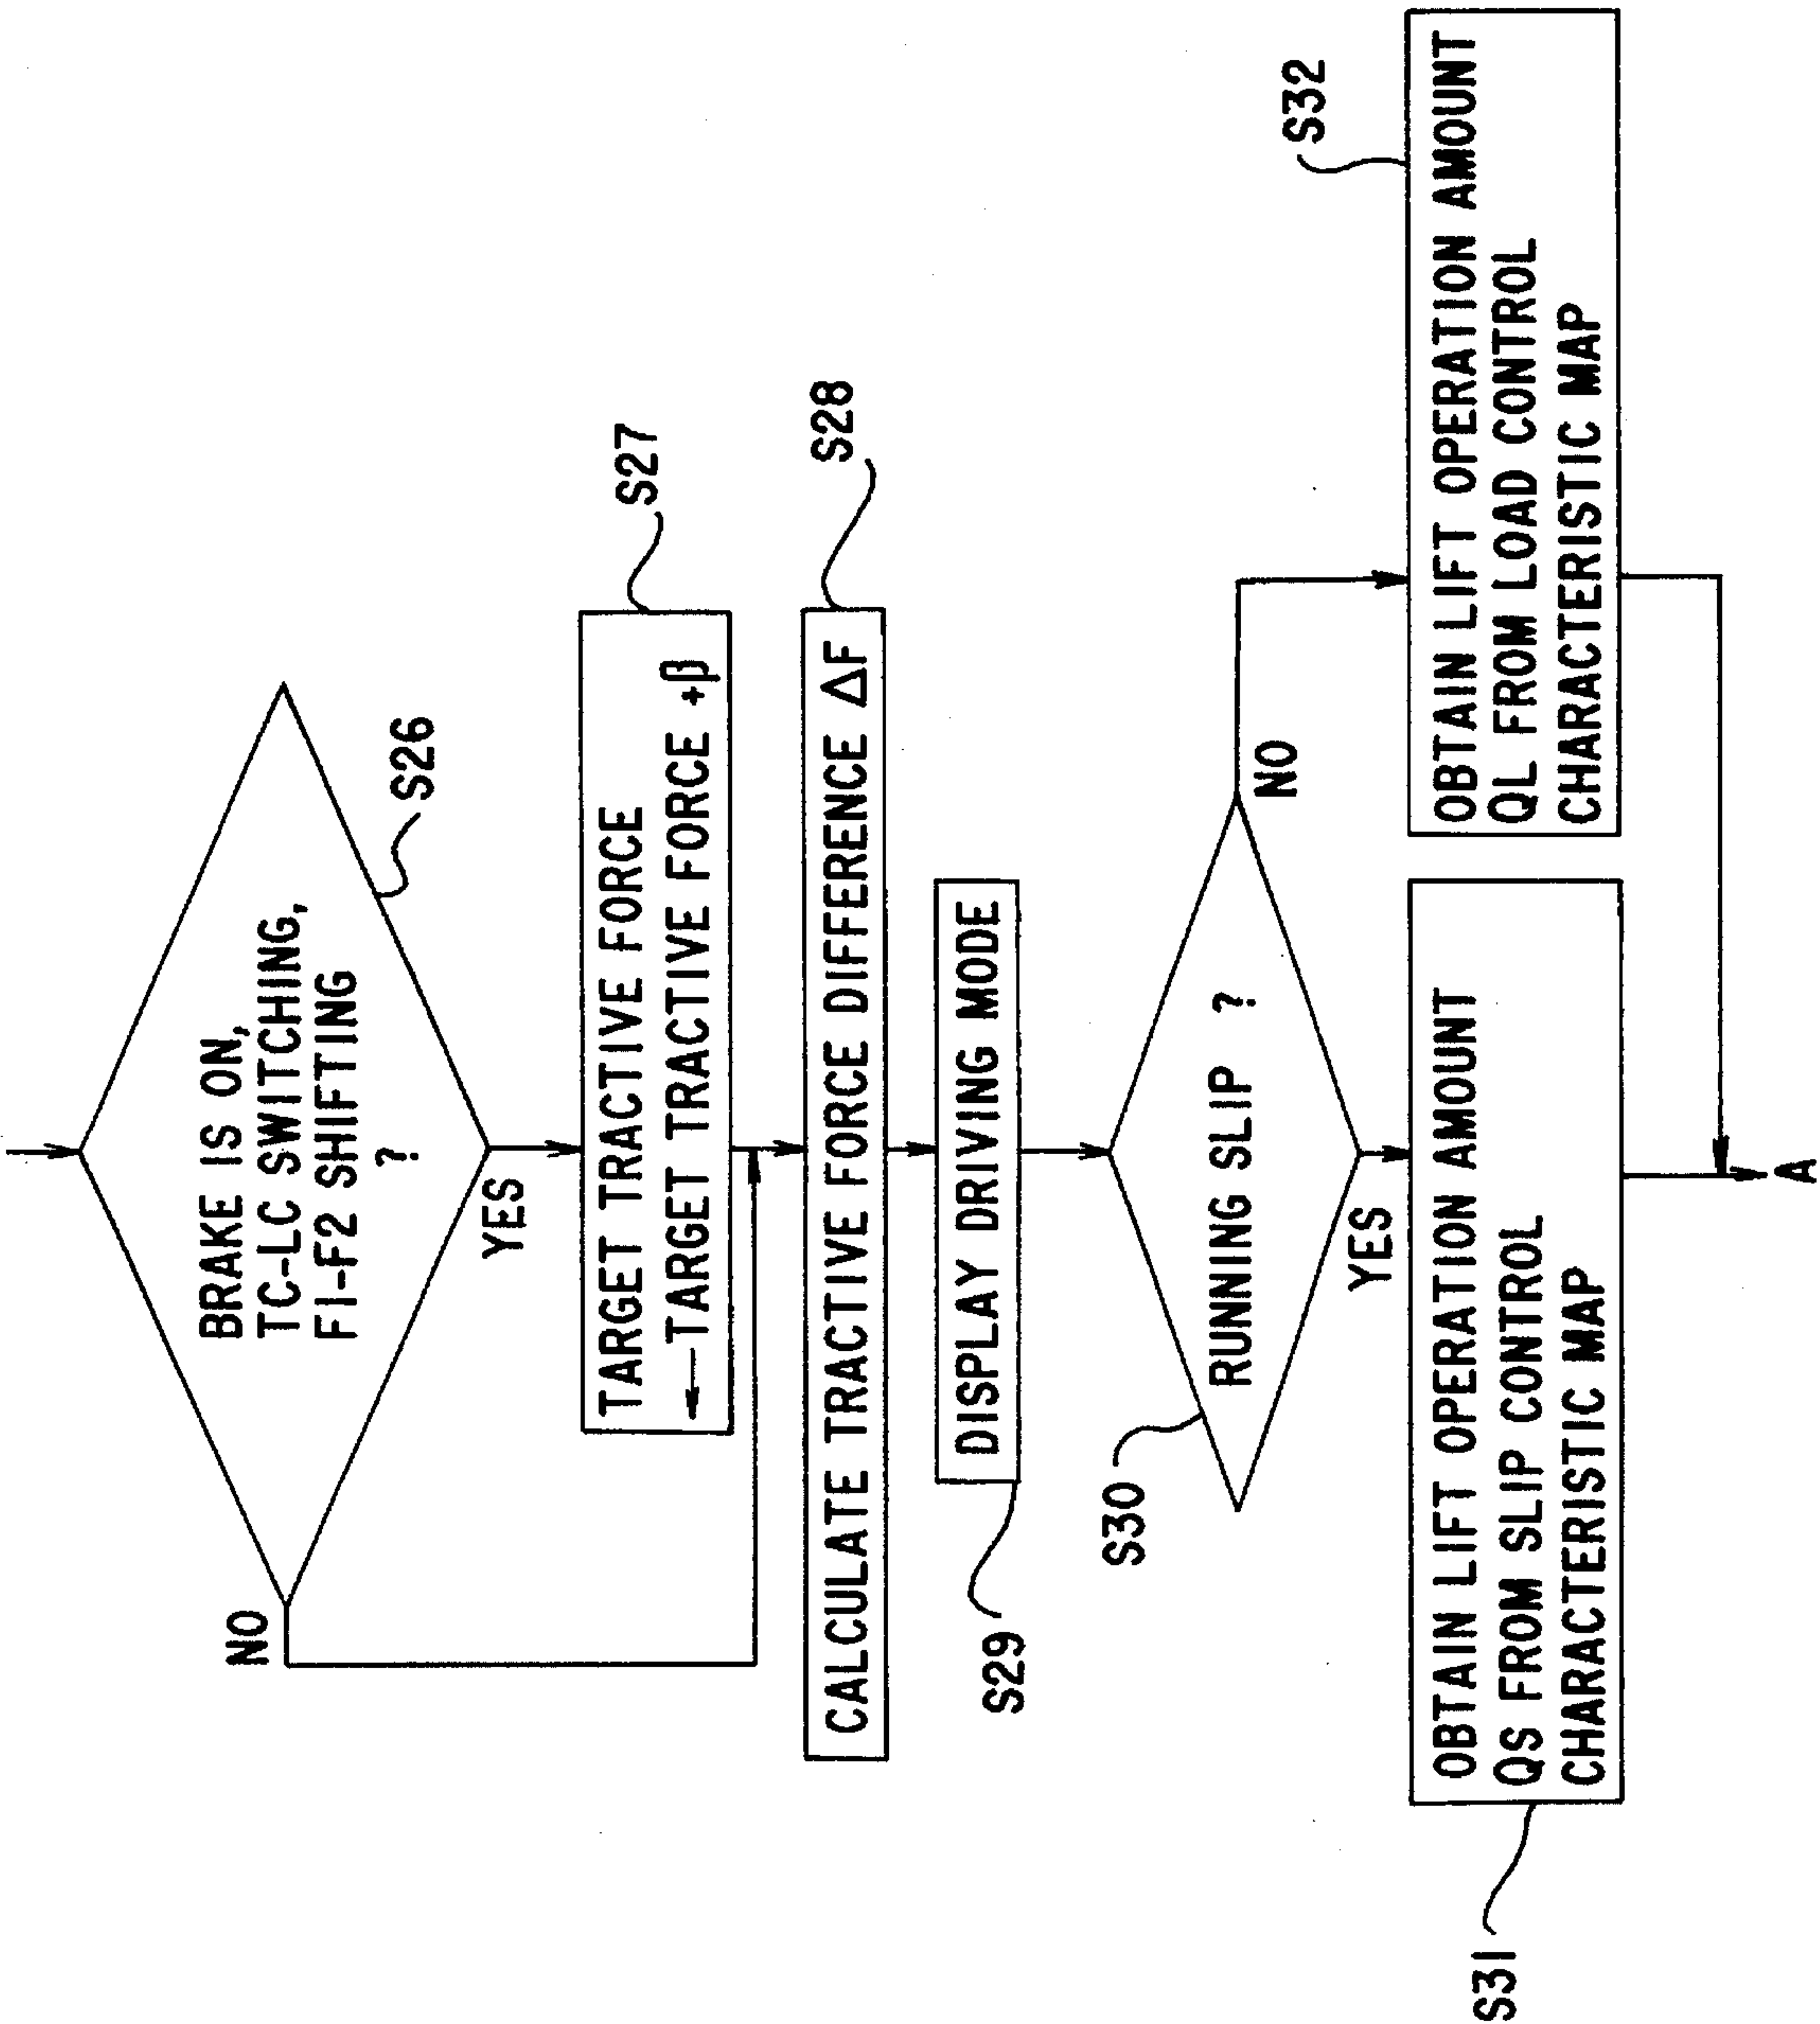 BRAKE IS ON,
TC-LC SWITCHING,
F1-F2 SHIFTING
?
S26
NO
YES
TARGET TRACTIVE FORCE
← TARGET TRACTIVE FORCE +β
S27
CALCULATE TRACTIVE FORCE DIFFERENCE ΔF
S28
DISPLAY DRIVING MODE
S29
RUNNING SLIP ?
S30
NO
YES
OBTAIN LIFT OPERATION AMOUNT
QS FROM SLIP CONTROL
CHARACTERISTIC MAP
S31
OBTAIN LIFT OPERATION AMOUNT
QL FROM LOAD CONTROL
CHARACTERISTIC MAP
S32
A